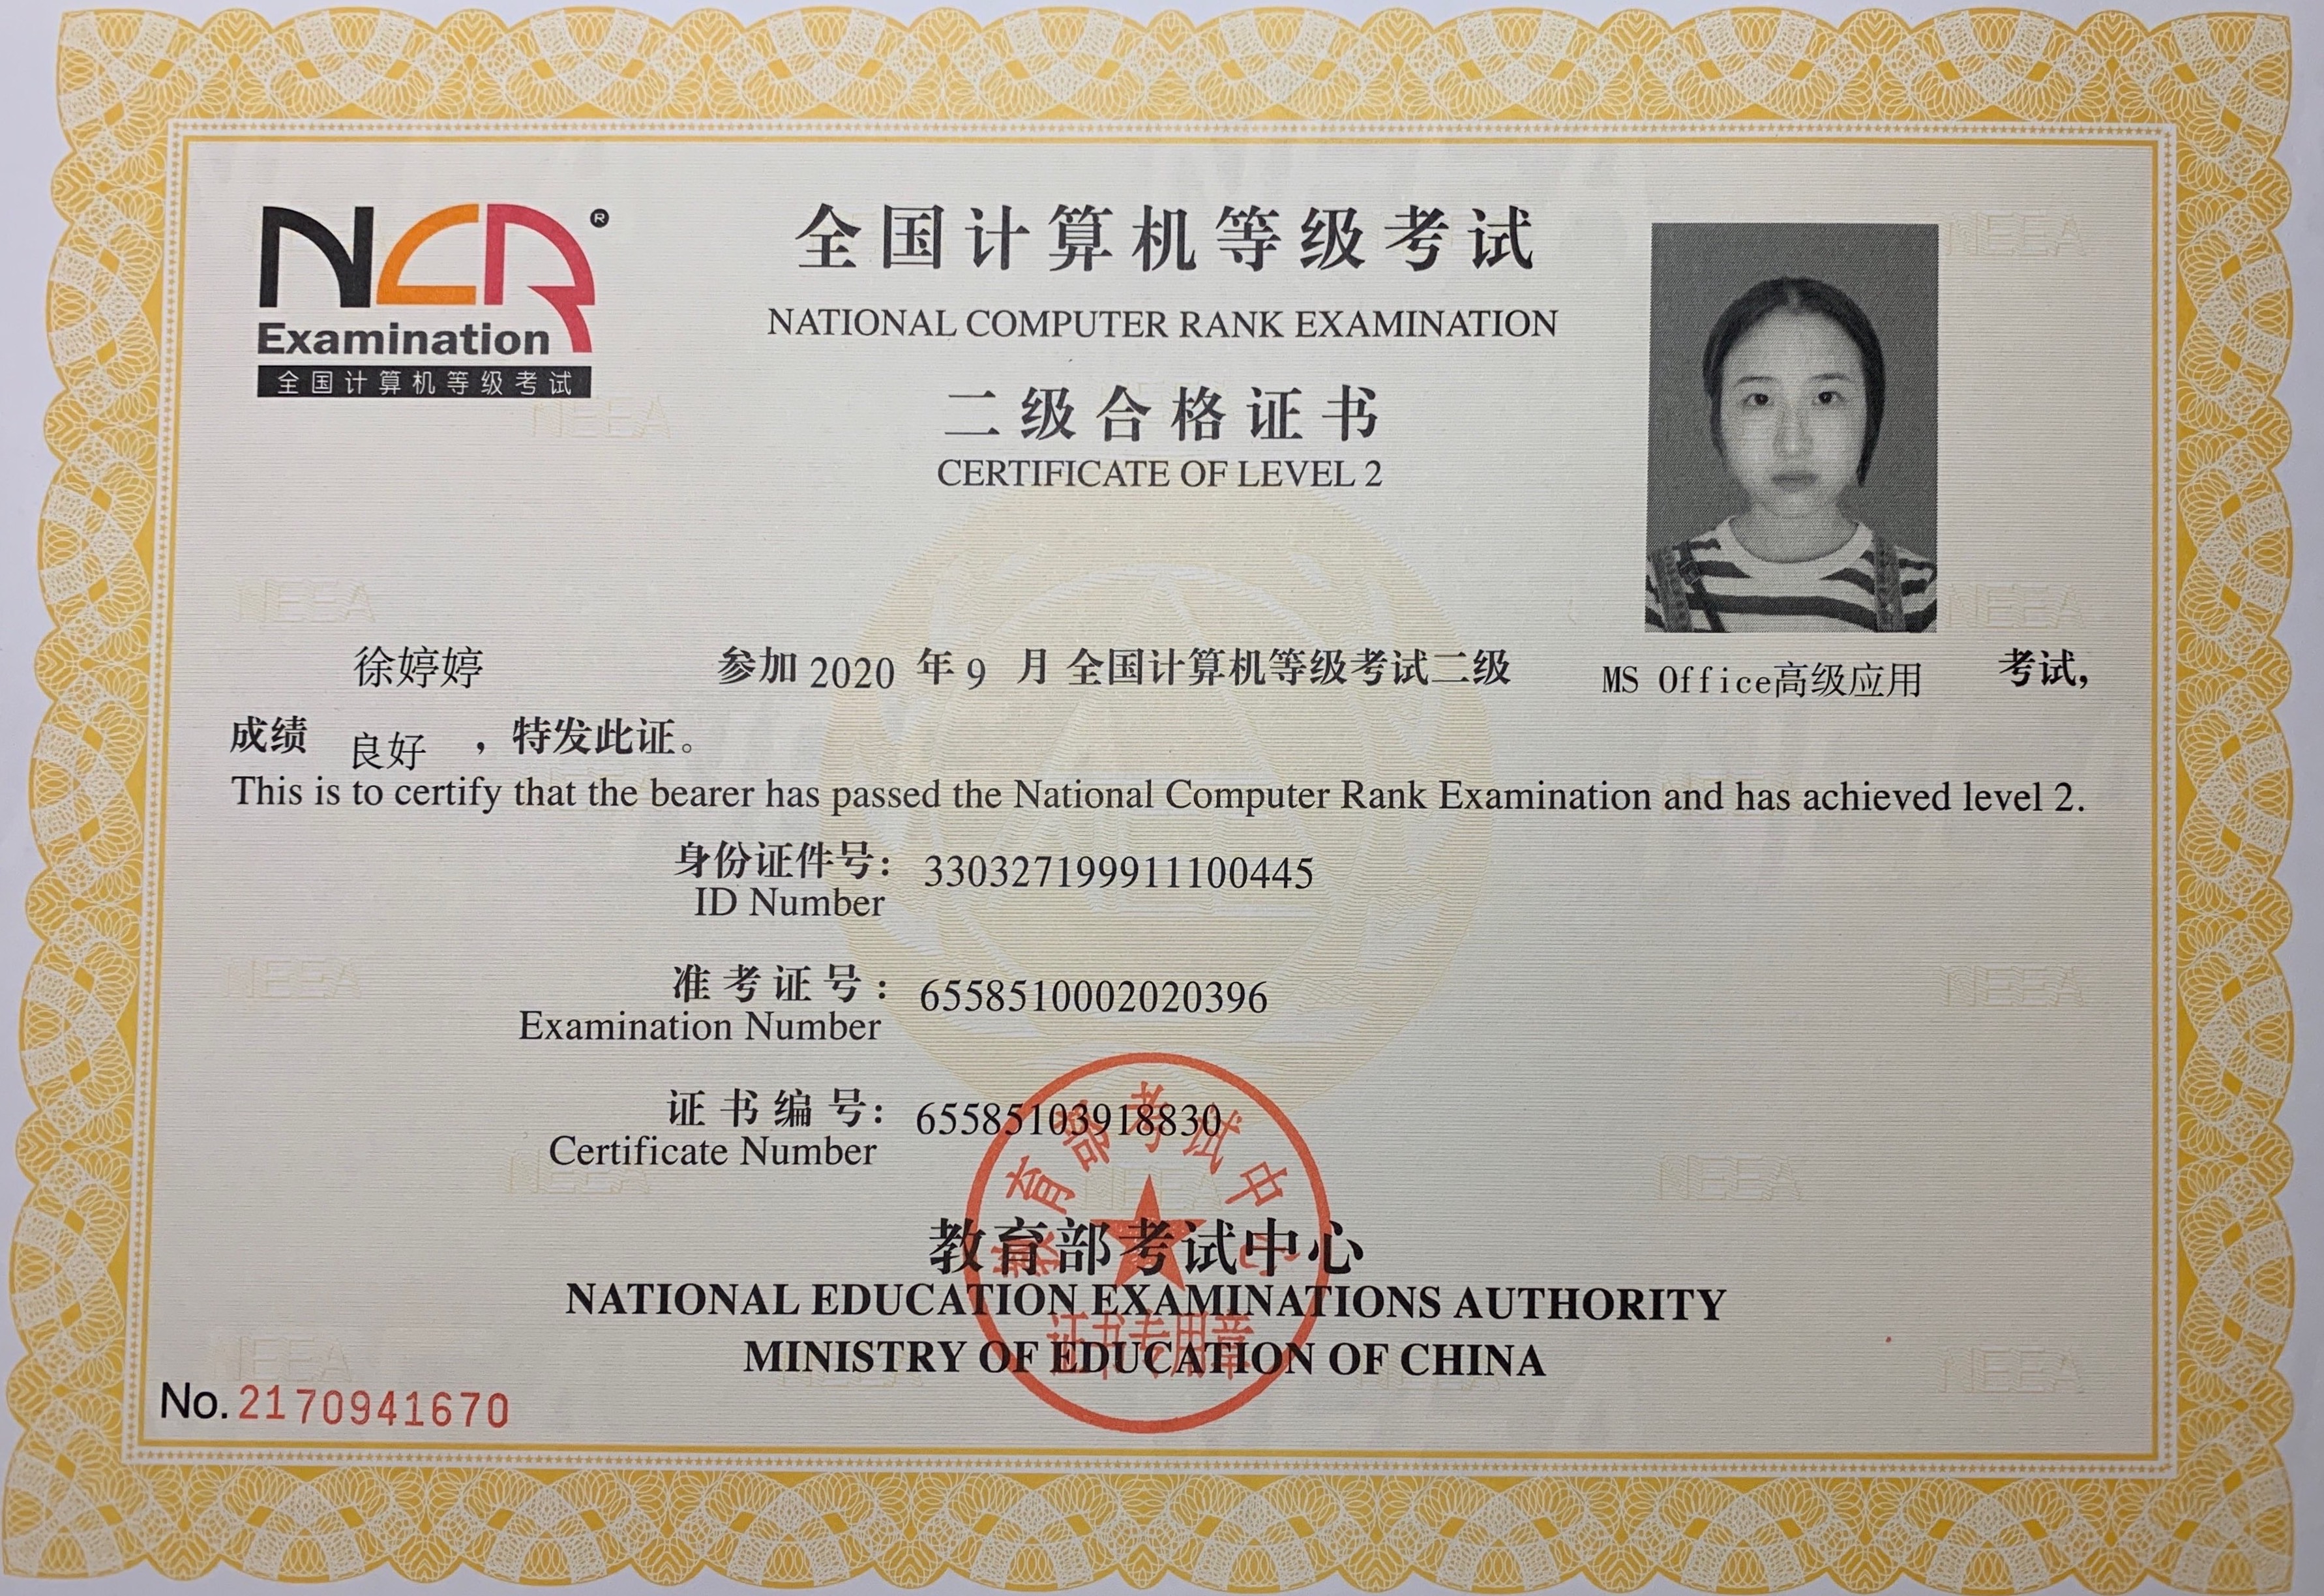 NCR®
Examination
全国计算机等级考试
全国计算机等级考试
NATIONAL COMPUTER RANK EXAMINATION
二级合格证书
CERTIFICATE OF LEVEL 2
徐婷婷 参加 2020 年 9 月 全国计算机等级考试二级 MS Office高级应用 考试,
成绩 良好 ，特发此证。
This is to certify that the bearer has passed the National Computer Rank Examination and has achieved level 2.
身份证件号： 330327199911100445
ID Number
准考证号： 6558510002020396
Examination Number
证书编号： 65585103918830
Certificate Number
教育部考试中心
教育部考试中心
NATIONAL EDUCATION EXAMINATIONS AUTHORITY
证书专用章
MINISTRY OF EDUCATION OF CHINA
No.2170941670
NEEA